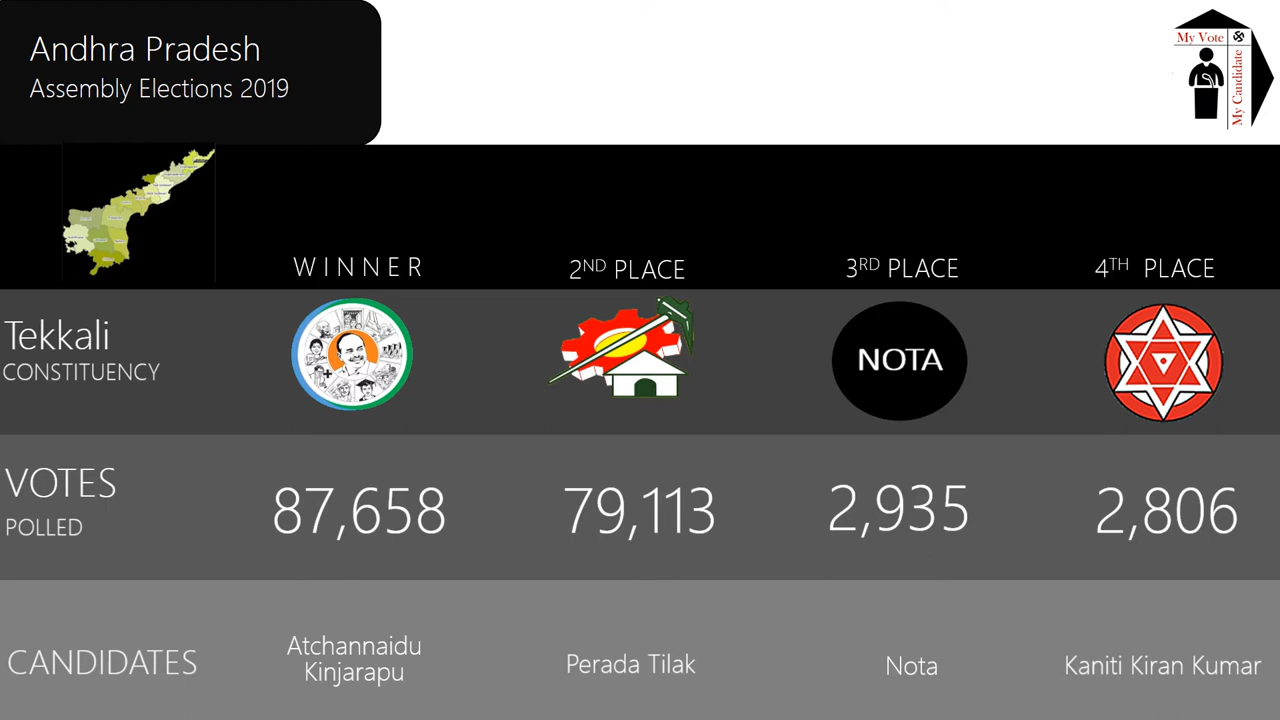 Andhra Pradesh
Assembly Elections 2019
My Vote
My Candidate
WINNER
2ND PLACE
3RD PLACE
4TH PLACE
Tekkali
CONSTITUENCY
NOTA
VOTES
POLLED
87,658
79,113
2,935
2,806
CANDIDATES
Atchannaidu
Kinjarapu
Perada Tilak
Nota
Kaniti Kiran Kumar